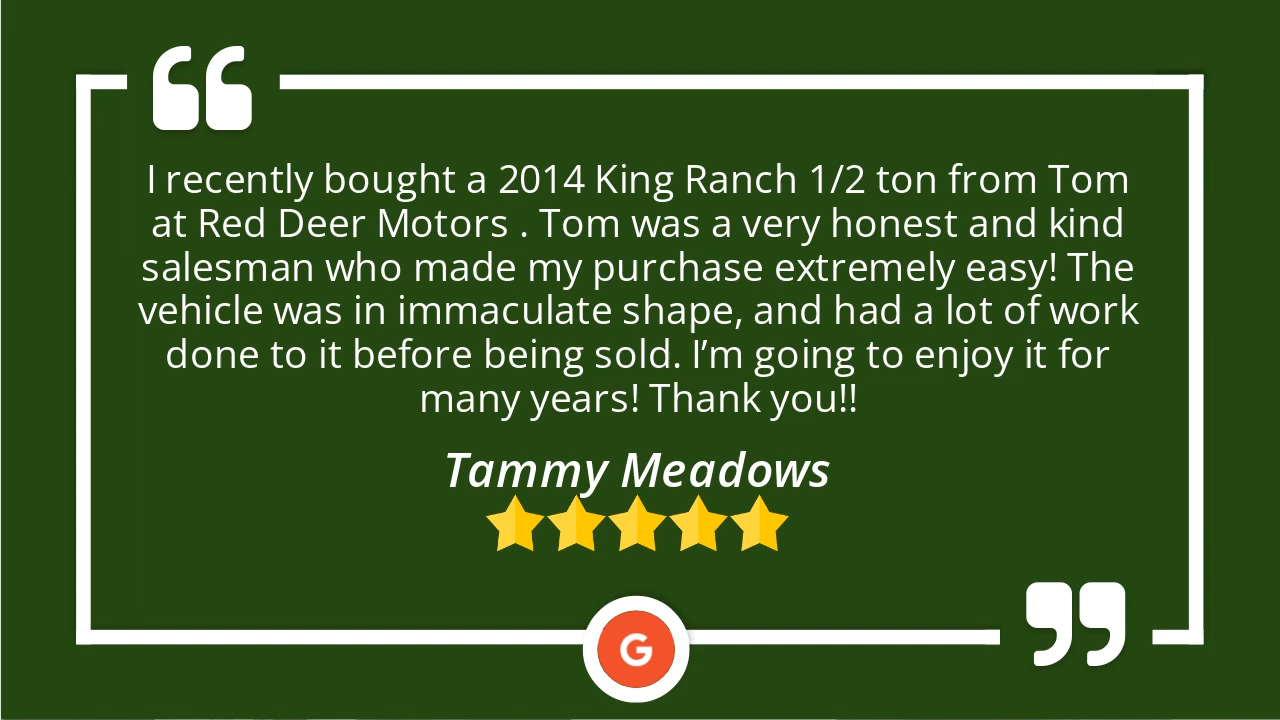 I recently bought a 2014 King Ranch 1/2 ton from Tom
at Red Deer Motors . Tom was a very honest and kind
salesman who made my purchase extremely easy! The
vehicle was in immaculate shape, and had a lot of work
done to it before being sold. I’m going to enjoy it for
many years! Thank you!!
Tammy Meadows
G